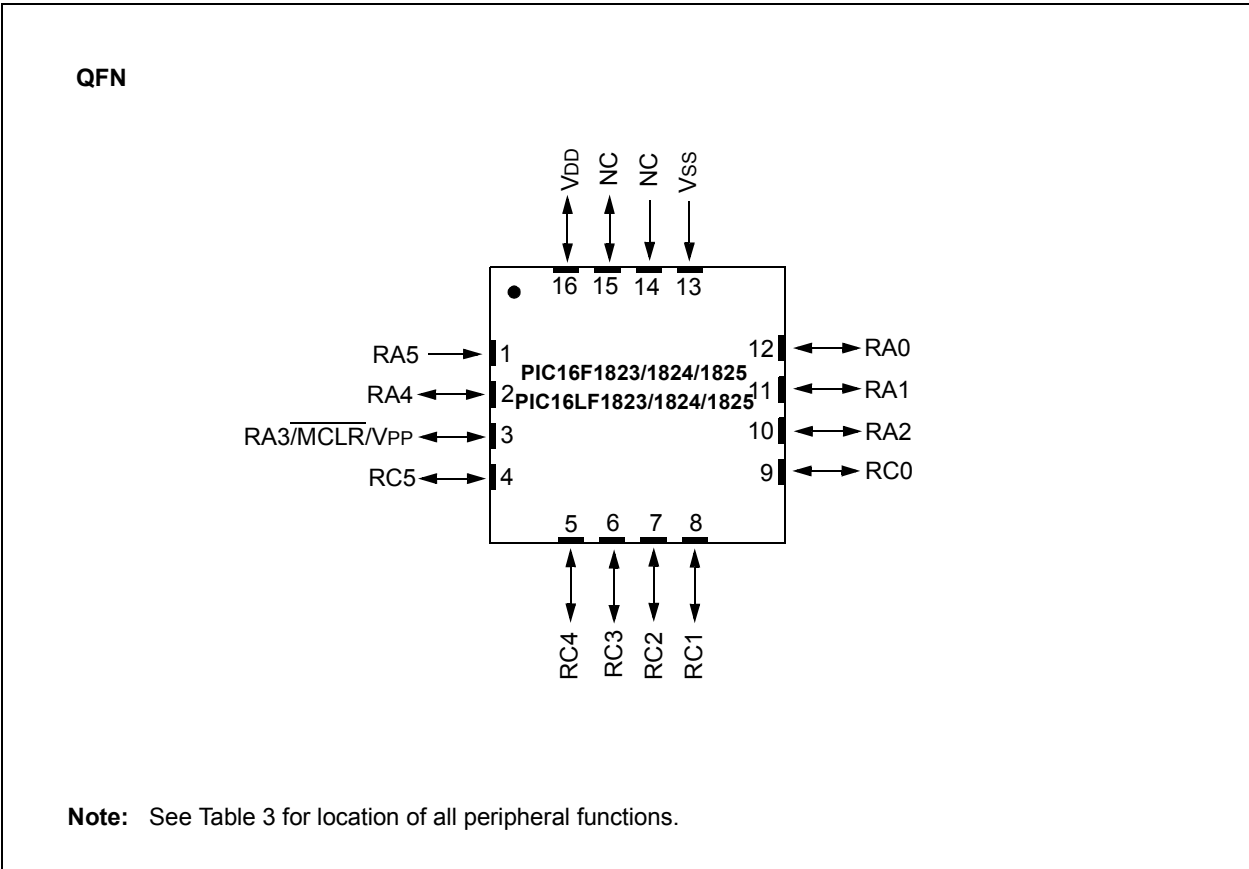 QFN
VDD
NC
NC
VSS
16
15
14
13
RA5
1
RA4
2
RA3/MCLR/VPP
3
RC5
4
PIC16F1823/1824/1825
PIC16LF1823/1824/1825
12
RA0
11
RA1
10
RA2
9
RC0
5
6
7
8
RC4
RC3
RC2
RC1
Note: See Table 3 for location of all peripheral functions.